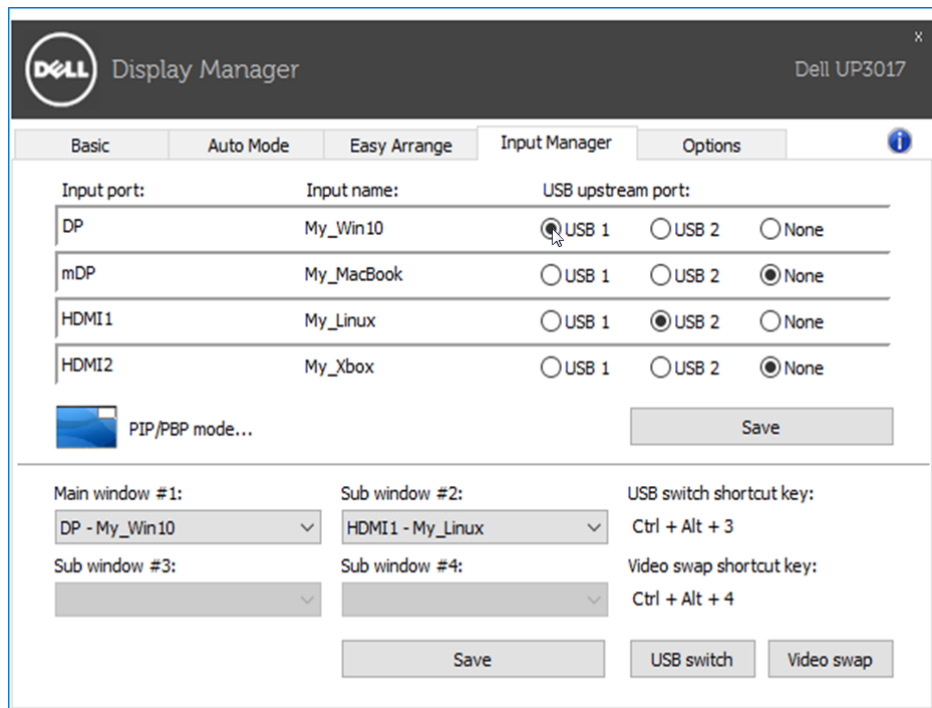 x
DELL Display Manager Dell UP3017
Basic Auto Mode Easy Arrange Input Manager Options i
Input port: Input name: USB upstream port:
DP My_Win10 USB 1 USB 2 None
mDP My_MacBook USB 1 USB 2 None
HDMI1 My_Linux USB 1 USB 2 None
HDMI2 My_Xbox USB 1 USB 2 None
PIP/PBP mode... Save
Main window #1: Sub window #2: USB switch shortcut key:
DP - My_Win10 HDMI1 - My_Linux Ctrl + Alt + 3
Sub window #3: Sub window #4: Video swap shortcut key:
Ctrl + Alt + 4
Save USB switch Video swap